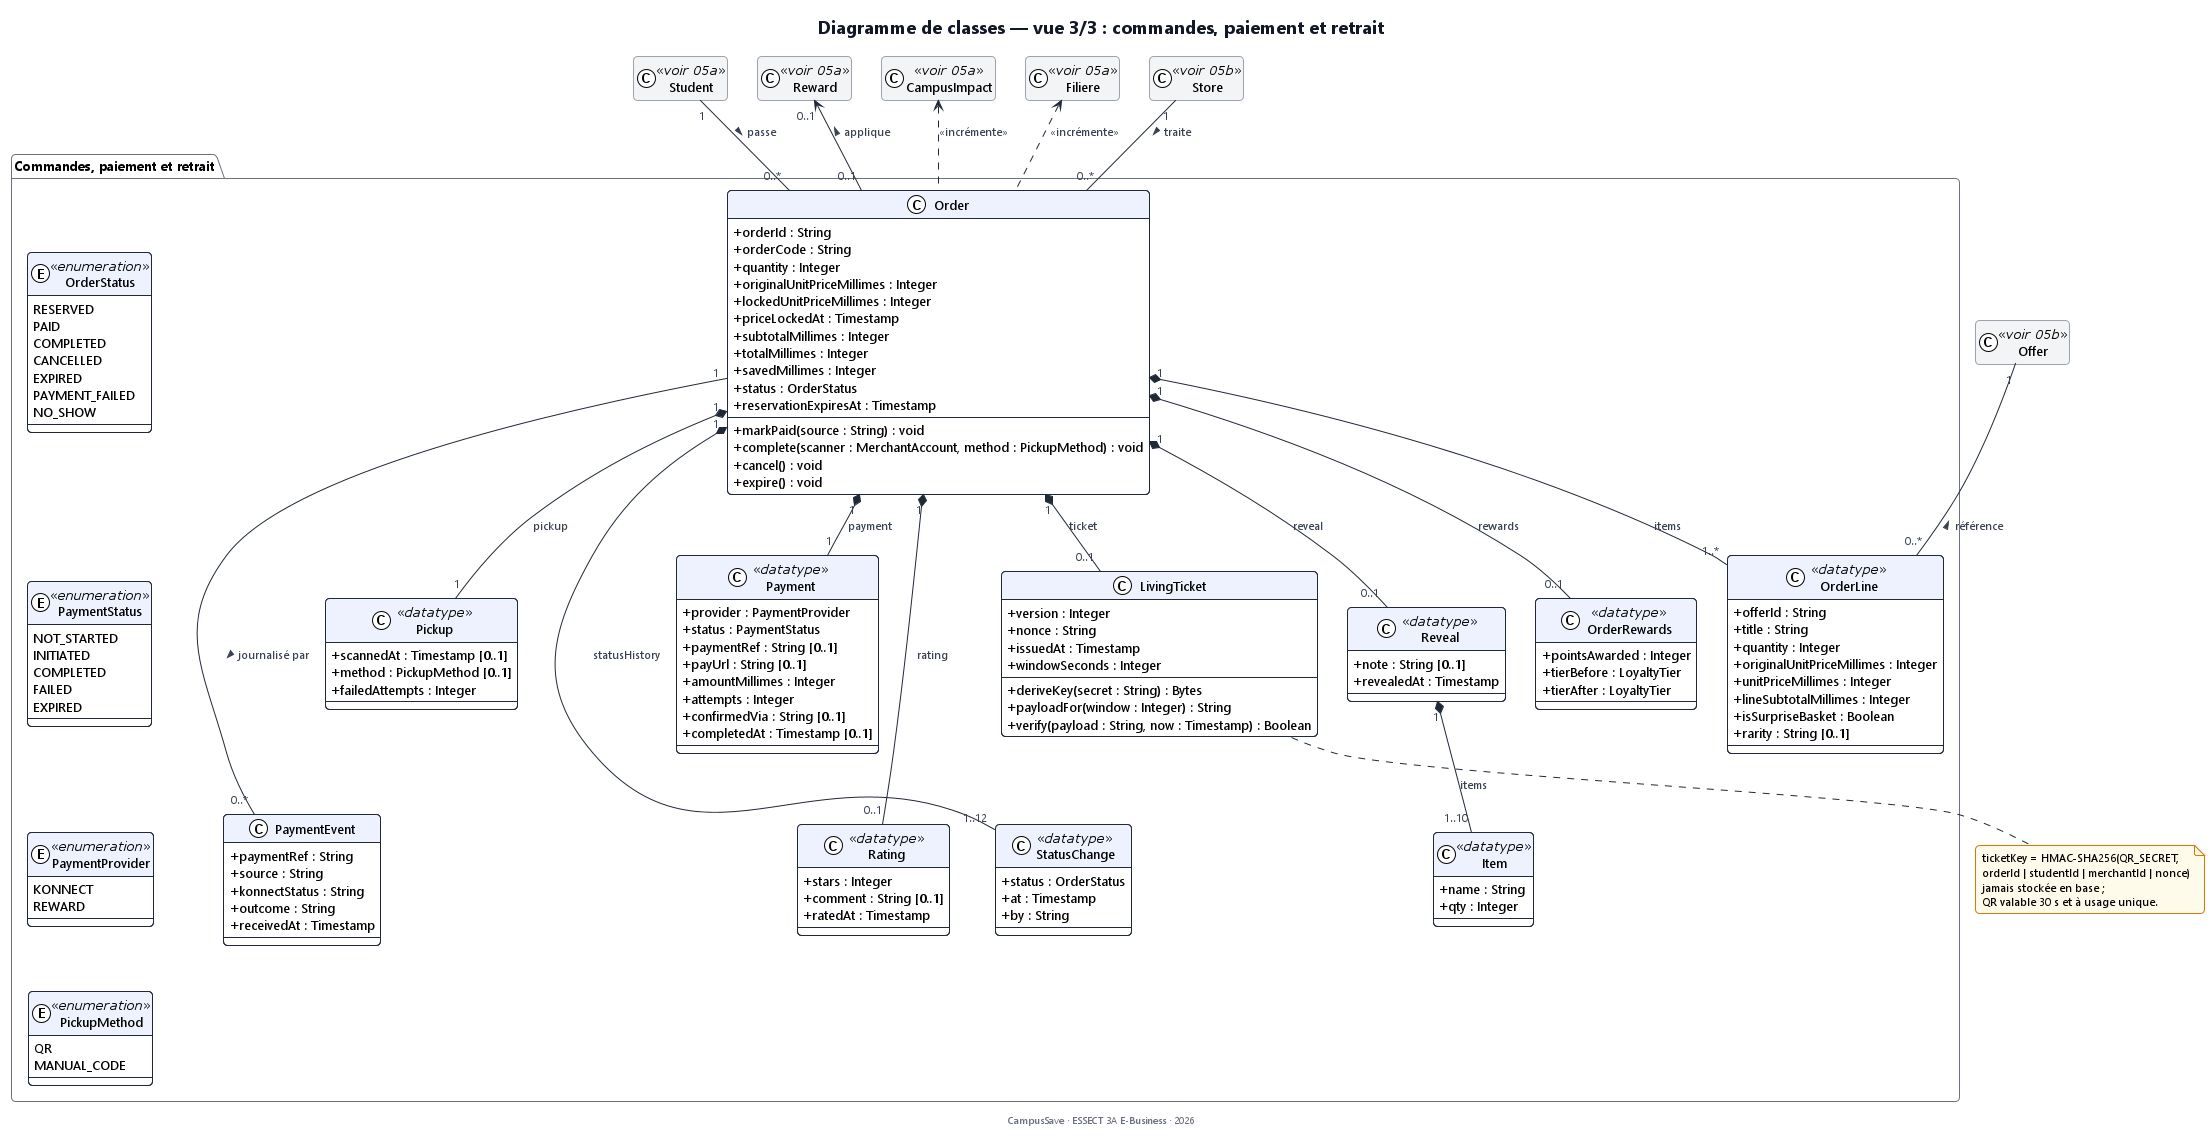 Diagramme de classes — vue 3/3 : commandes, paiement et retrait
C «voir 05a»
Student
C «voir 05a»
Reward
C «voir 05a»
CampusImpact
C «voir 05a»
Filiere
C «voir 05b»
Store
1
0..1
1
passe
applique
«incrémente»
«incrémente»
traite
Commandes, paiement et retrait
0..*
0..1
0..*
C Order
+orderId : String
+orderCode : String
+quantity : Integer
+originalUnitPriceMillimes : Integer
+lockedUnitPriceMillimes : Integer
+priceLockedAt : Timestamp
+subtotalMillimes : Integer
+totalMillimes : Integer
+savedMillimes : Integer
+status : OrderStatus
+reservationExpiresAt : Timestamp
+markPaid(source : String) : void
+complete(scanner : MerchantAccount, method : PickupMethod) : void
+cancel() : void
+expire() : void
E «enumeration»
OrderStatus
RESERVED
PAID
COMPLETED
CANCELLED
EXPIRED
PAYMENT_FAILED
NO_SHOW
C «voir 05b»
Offer
1
1
1
1
1
1
1
1
1
1
pickup
payment
ticket
reveal
rewards
items
référence
1
1
0..1
0..1
0..1
1..*
0..*
E «enumeration»
PaymentStatus
NOT_STARTED
INITIATED
COMPLETED
FAILED
EXPIRED
journalisé par
C «datatype»
Pickup
+scannedAt : Timestamp [0..1]
+method : PickupMethod [0..1]
+failedAttempts : Integer
statusHistory
C «datatype»
Payment
+provider : PaymentProvider
+status : PaymentStatus
+paymentRef : String [0..1]
+payUrl : String [0..1]
+amountMillimes : Integer
+attempts : Integer
+confirmedVia : String [0..1]
+completedAt : Timestamp [0..1]
rating
C LivingTicket
+version : Integer
+nonce : String
+issuedAt : Timestamp
+windowSeconds : Integer
+deriveKey(secret : String) : Bytes
+payloadFor(window : Integer) : String
+verify(payload : String, now : Timestamp) : Boolean
C «datatype»
Reveal
+note : String [0..1]
+revealedAt : Timestamp
C «datatype»
OrderRewards
+pointsAwarded : Integer
+tierBefore : LoyaltyTier
+tierAfter : LoyaltyTier
C «datatype»
OrderLine
+offerId : String
+title : String
+quantity : Integer
+originalUnitPriceMillimes : Integer
+unitPriceMillimes : Integer
+lineSubtotalMillimes : Integer
+isSurpriseBasket : Boolean
+rarity : String [0..1]
1
items
0..*
0..1
1..12
1..10
E «enumeration»
PaymentProvider
KONNECT
REWARD
C PaymentEvent
+paymentRef : String
+source : String
+konnectStatus : String
+outcome : String
+receivedAt : Timestamp
C «datatype»
Rating
+stars : Integer
+comment : String [0..1]
+ratedAt : Timestamp
C «datatype»
StatusChange
+status : OrderStatus
+at : Timestamp
+by : String
C «datatype»
Item
+name : String
+qty : Integer
ticketKey = HMAC-SHA256(QR_SECRET,
orderId | studentId | merchantId | nonce)
jamais stockée en base ;
QR valable 30 s et à usage unique.
E «enumeration»
PickupMethod
QR
MANUAL_CODE
CampusSave · ESSECT 3A E-Business · 2026